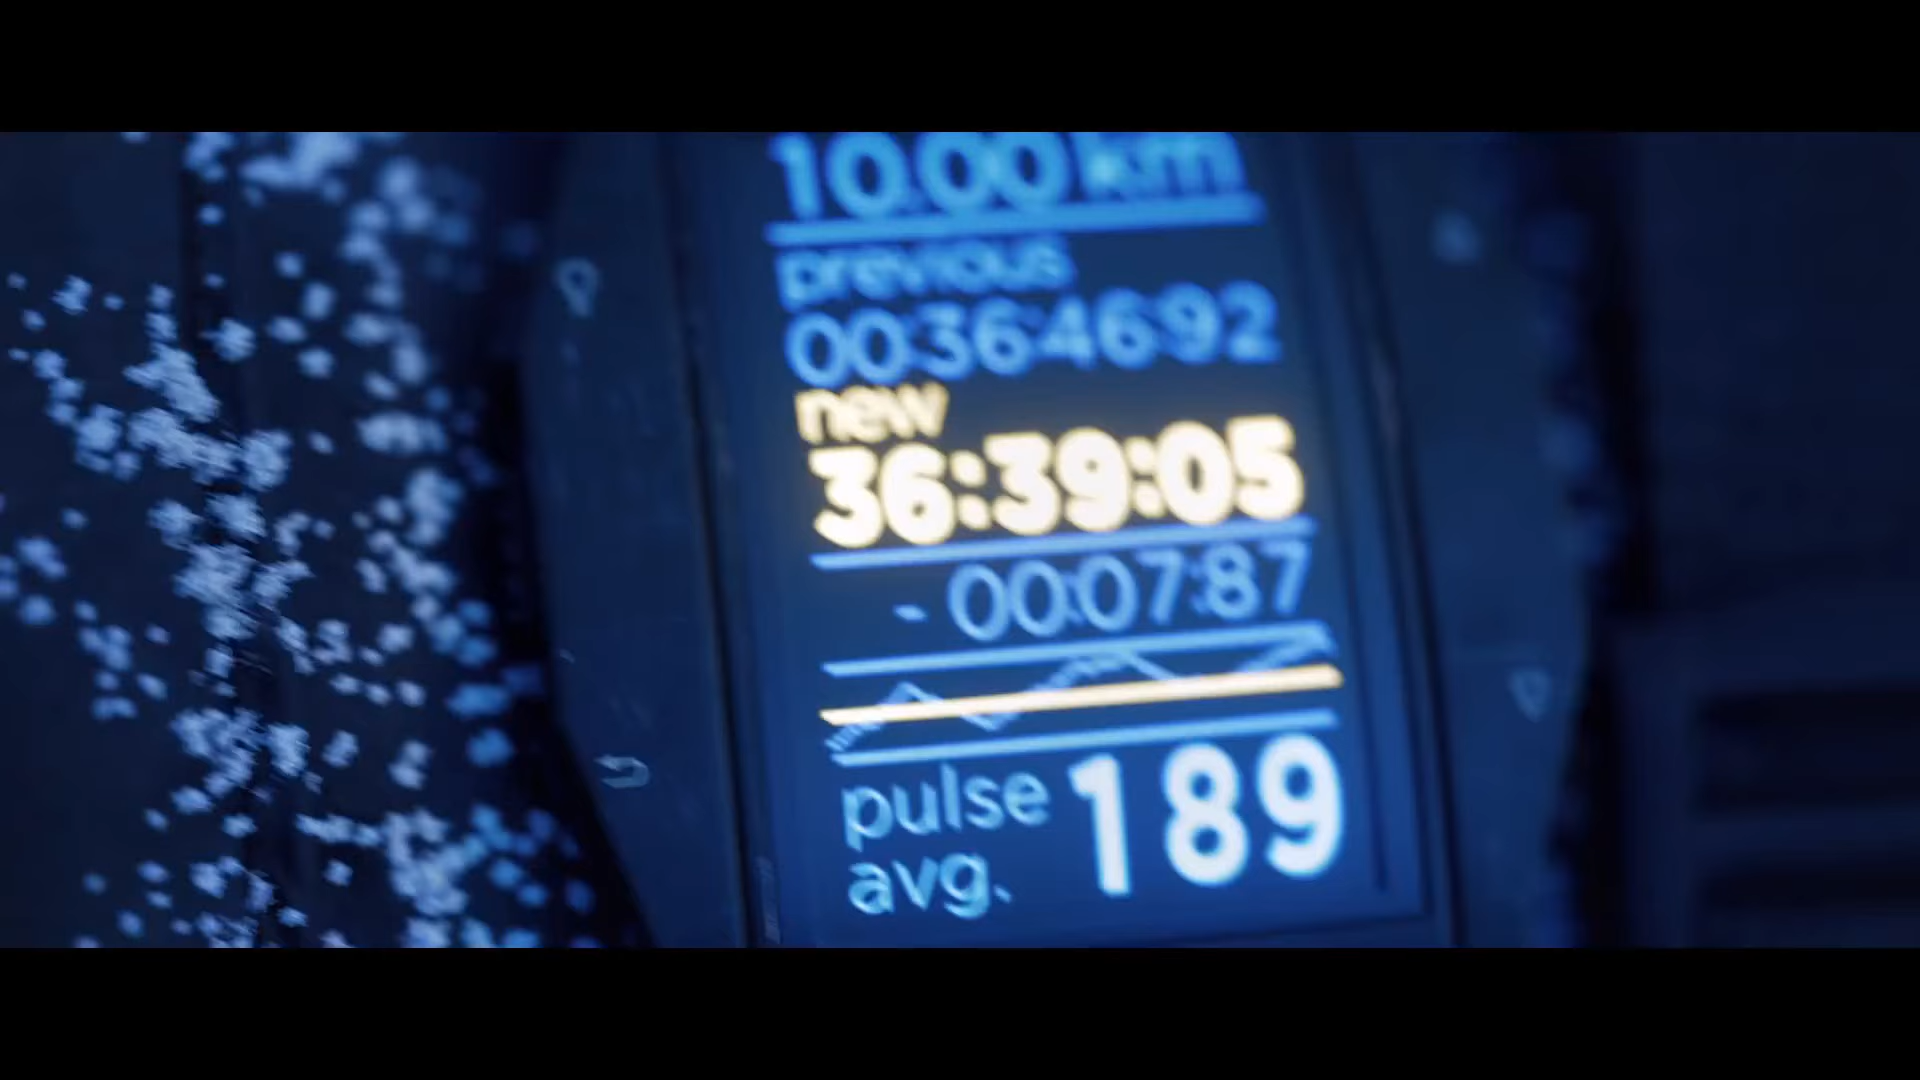 10.00 km
previous
00:36:46:92
new
36:39:05
- 00:07:87
pulse 189
avg.